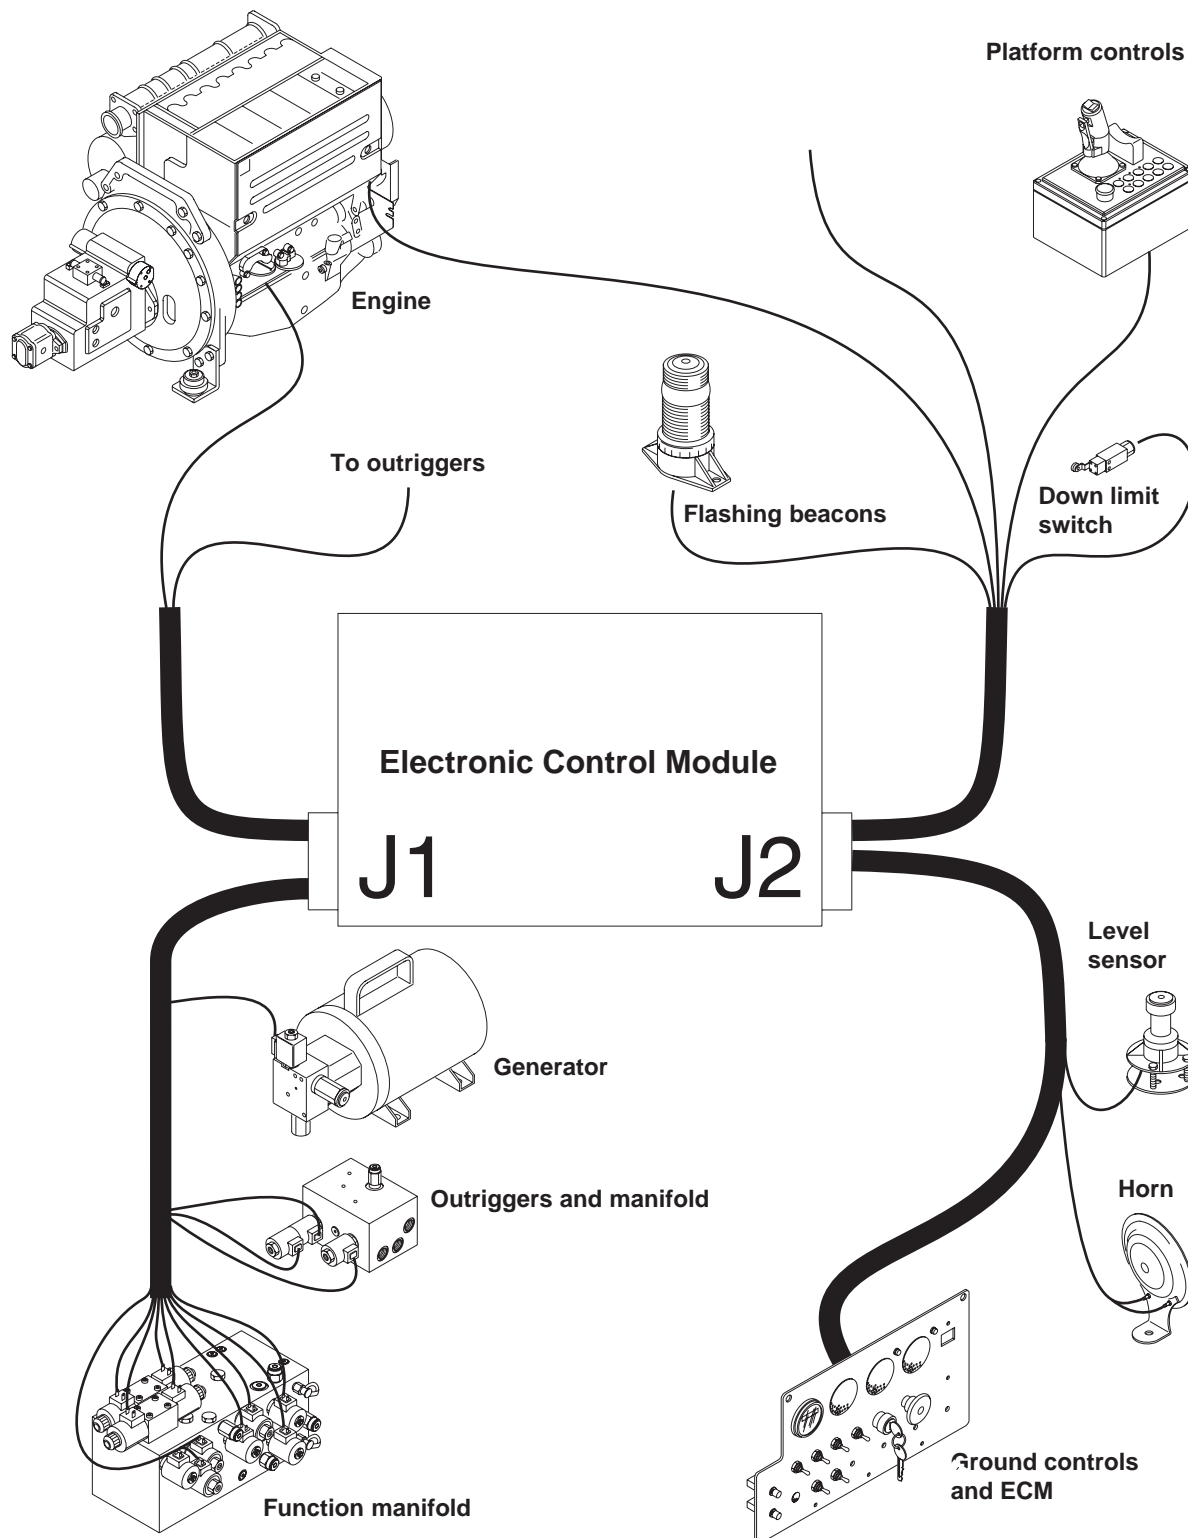 Platform controls
Engine
To outriggers
Flashing beacons
Down limit
switch
Electronic Control Module
J1
J2
Level
sensor
Generator
Outriggers and manifold
Horn
Ground controls
and ECM
Function manifold